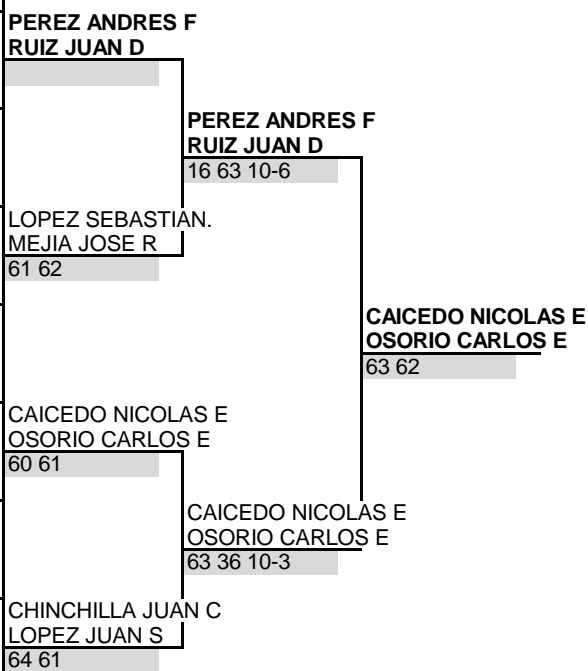 PEREZ ANDRES F
RUIZ JUAN D
PEREZ ANDRES F
RUIZ JUAN D
16 63 10-6
LOPEZ SEBASTIAN.
MEJIA JOSE R
61 62
CAICEDO NICOLAS E
OSORIO CARLOS E
63 62
CAICEDO NICOLAS E
OSORIO CARLOS E
60 61
CAICEDO NICOLAS E
OSORIO CARLOS E
63 36 10-3
CHINCHILLA JUAN C
LOPEZ JUAN S
64 61